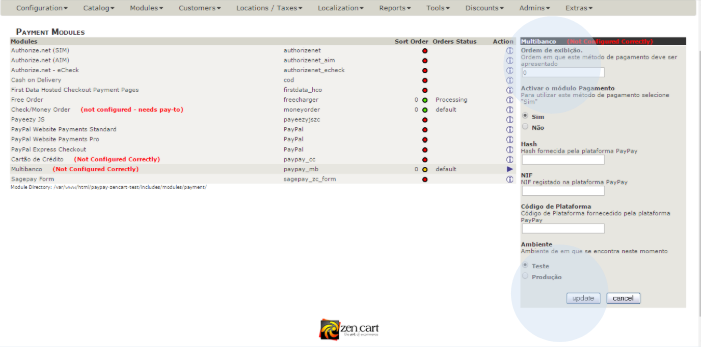 Configuration Catalog Modules Customers Locations / Taxes Localization Reports Tools Discounts Admins Extras
PAYMENT MODULES
Modules Sort Order Orders Status Action
Authorize.net (SIM) authorizenet
Authorize.net (AIM) authorizenet_aim
Authorize.net - eCheck authorizenet_echeck
Cash on Delivery cod
First Data Hosted Checkout Payment Pages firstdata_hco
Free Order freecharger 0 Processing
Check/Money Order (not configured - needs pay-to) moneyorder 0 default
Payeezy JS payeezyjszc
PayPal Website Payments Standard PayPal
PayPal Website Payments Pro PayPal
PayPal Express Checkout PayPal
Cartão de Crédito (Not Configured Correctly) paypay_cc
Multibanco (Not Configured Correctly) paypay_mb 0 default
Sagepay Form sagepay_zc_form
Module Directory: /var/www/html/paypay-zencart-test/includes/modules/payment/
Multibanco (Not Configured Correctly)
Ordem de exibição.
Ordem em que este método de pagamento deve ser
apresentado
0
Activar o módulo Pagamento
Para utilizar este método de pagamento selecione
"Sim"
Sim
Não
Hash
Hash fornecida pela plataforma PayPay
NIF
NIF registado na plataforma PayPay
Código de Plataforma
Código de Plataforma fornececido pela plataforma
PayPay
Ambiente
Ambiente de em que se encontra neste momento
Teste
Produção
update cancel
zen cart